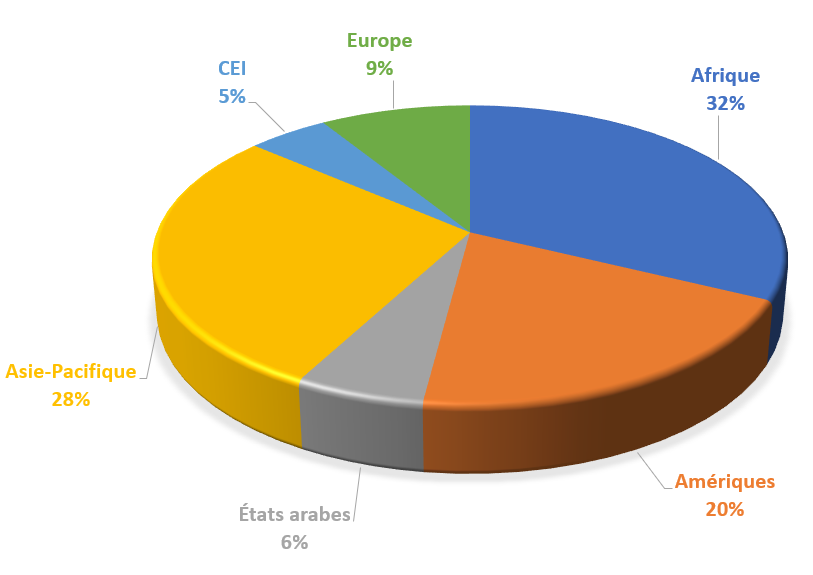 Europe
9%
CEI
5%
Afrique
32%
Asie-Pacifique
28%
Amériques
20%
États arabes
6%